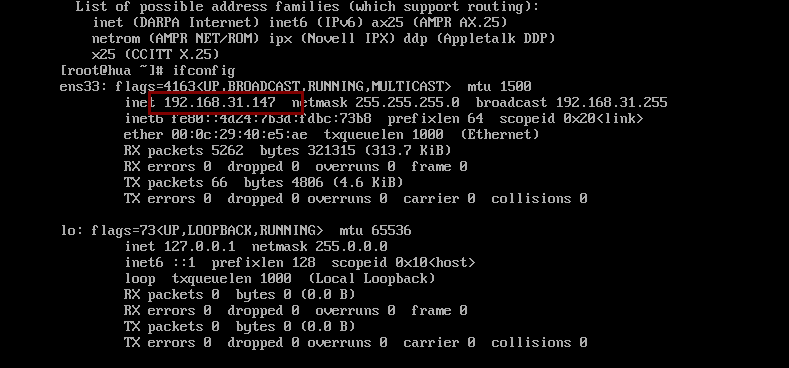 List of possible address families (which support routing):
inet (DARPA Internet) inet6 (IPv6) ax25 (AMPR AX.25)
netrom (AMPR NET/ROM) ipx (Novell IPX) ddp (Appletalk DDP)
x25 (CCITT X.25)
[root@hua ~]# ifconfig
ens33: flags=4163<UP,BROADCAST,RUNNING,MULTICAST>  mtu 1500
inet 192.168.31.147  netmask 255.255.255.0  broadcast 192.168.31.255
inet6 fe80::4d24:7b3d:fdbc:73b8  prefixlen 64  scopeid 0x20<link>
ether 00:0c:29:40:e5:ae  txqueuelen 1000  (Ethernet)
RX packets 5262  bytes 321315 (313.7 KiB)
RX errors 0  dropped 0  overruns 0  frame 0
TX packets 66  bytes 4806 (4.6 KiB)
TX errors 0  dropped 0 overruns 0  carrier 0  collisions 0
lo: flags=73<UP,LOOPBACK,RUNNING>  mtu 65536
inet 127.0.0.1  netmask 255.0.0.0
inet6 ::1  prefixlen 128  scopeid 0x10<host>
loop  txqueuelen 1000  (Local Loopback)
RX packets 0  bytes 0 (0.0 B)
RX errors 0  dropped 0  overruns 0  frame 0
TX packets 0  bytes 0 (0.0 B)
TX errors 0  dropped 0 overruns 0  carrier 0  collisions 0